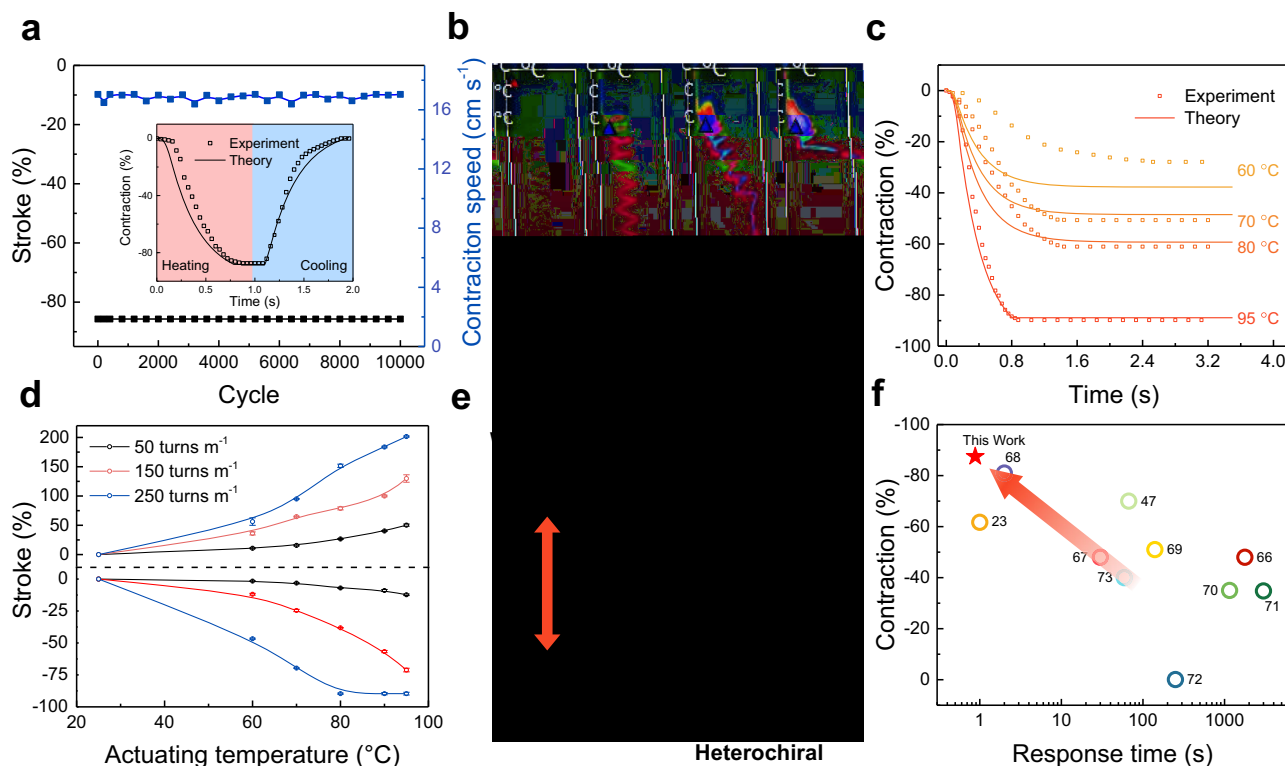 a
0
-20
-40
-60
-80
Stroke (%)
16
14
12
10
8
6
4
2
0
Contraciton speed (cm s⁻¹)
0 2000 4000 6000 8000 10000
Cycle
0
-40
-80
Contraction (%)
Experiment
Theory
Heating
Cooling
0.0 0.5 1.0 1.5 2.0
Time (s)
b
°C
°C
°C
°C
c
0
-20
-40
-60
-80
-100
Contraction (%)
Experiment
Theory
60 °C
70 °C
80 °C
95 °C
0.0 0.8 1.6 2.4 3.2 4.0
Time (s)
d
50 turns m⁻¹
150 turns m⁻¹
250 turns m⁻¹
200
150
100
50
0
0
-25
-50
-75
-100
Stroke (%)
20 40 60 80 100
Actuating temperature (°C)
e
Heterochiral
f
-100
-80
-60
-40
-20
0
Contraction (%)
This Work
68
47
23
67
69
66
73
70
71
72
1 10 100 1000
Response time (s)